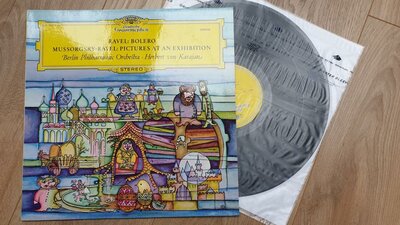 Deutsche Grammophon
RAVEL: BOLERO
MUSSORGSKY-RAVEL: PICTURES AT AN EXHIBITION
Berlin Philharmonic Orchestra · Herbert von Karajan
STEREO